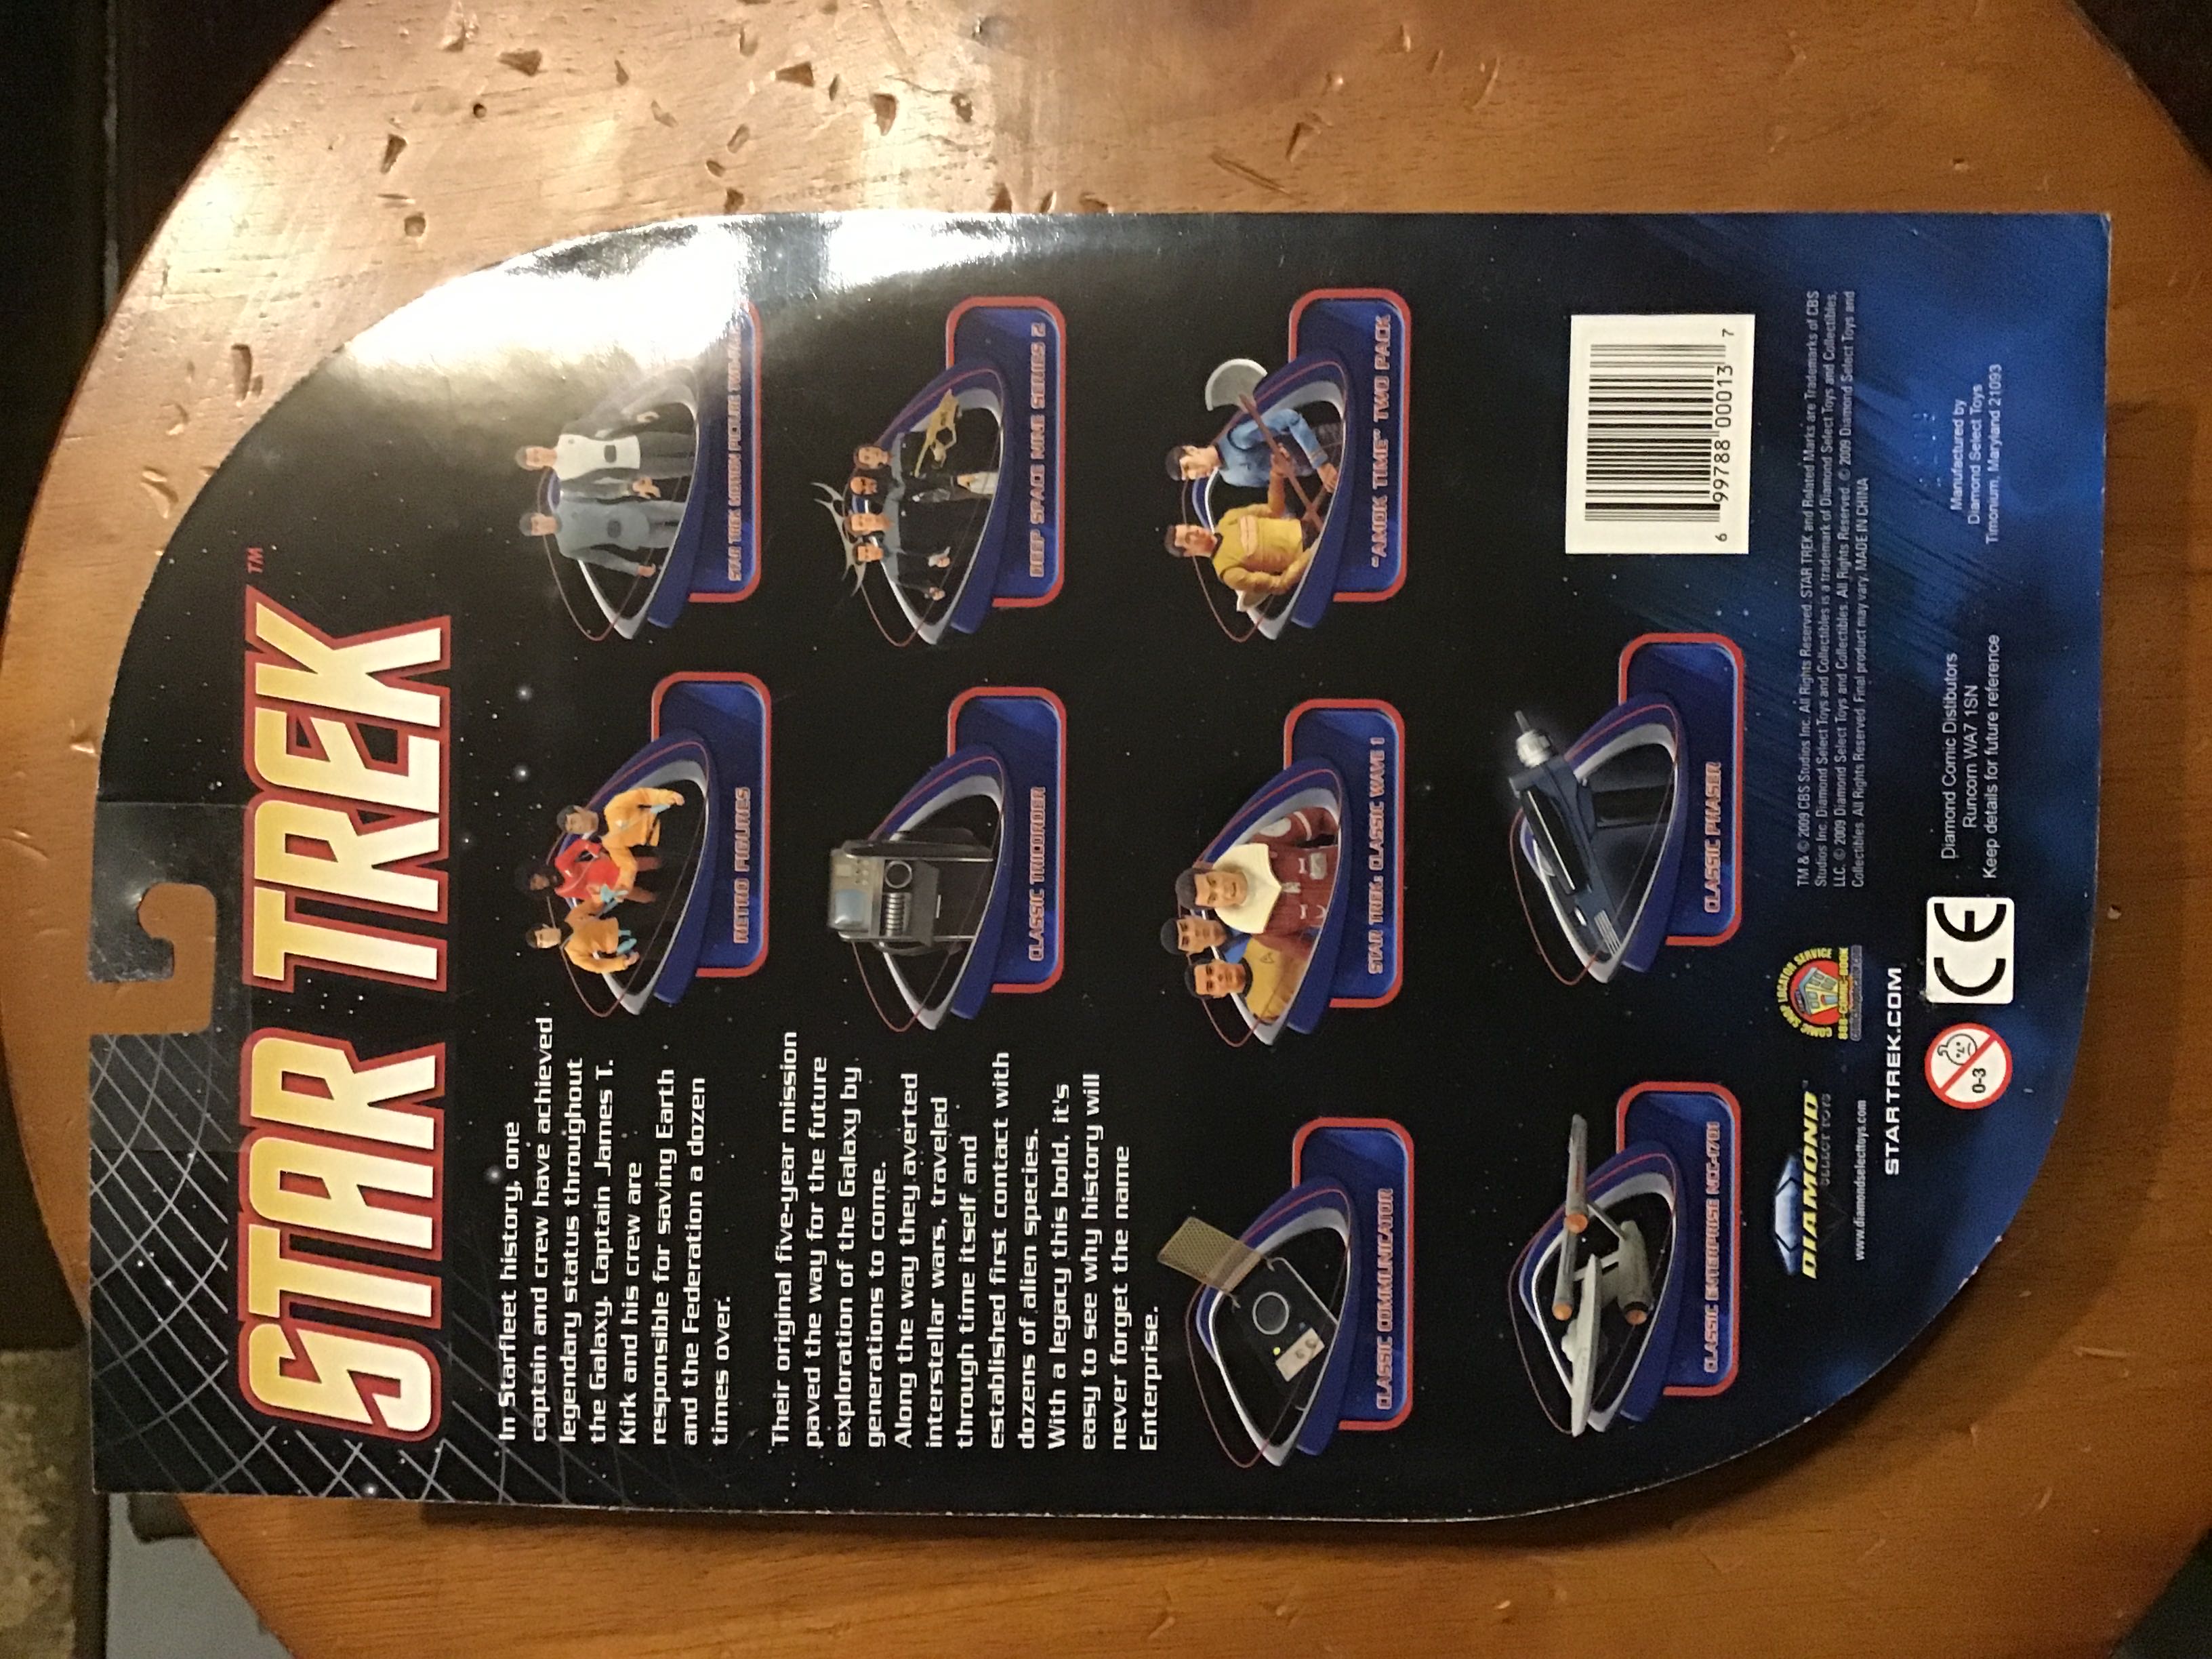 STAR TREK™
In Starfleet history, one
captain and crew have achieved
legendary status throughout
the Galaxy. Captain James T.
Kirk and his crew are
responsible for saving Earth
and the Federation a dozen
times over.
Their original five-year mission
paved the way for the future
exploration of the Galaxy by
generations to come.
Along the way they averted
interstellar wars, traveled
through time itself and
established first contact with
dozens of alien species.
With a legacy this bold, it's
easy to see why history will
never forget the name
Enterprise.
RETRO FIGURES
STAR TREK MOTION PICTURE
CLASSIC TRICORDER
DEEP SPACE NINE SERIES 2
CLASSIC COMMUNICATOR
STAR TREK: CLASSIC WAVE 1
"AMOK TIME" TWO PACK
CLASSIC ENTERPRISE NCC-1701
CLASSIC PHASER
6 99788 00013 7
DIAMOND
SELECT TOYS
www.diamondselecttoys.com
COMIC SHOP LOCATOR SERVICE
888-COMIC-BOOK
STARTREK.COM
TM & © 2009 CBS Studios Inc. All Rights Reserved. STAR TREK and Related Marks are Trademarks of CBS
Studios Inc. Diamond Select Toys and Collectibles is a trademark of Diamond Select Toys and Collectibles,
LLC. © 2009 Diamond Select Toys and Collectibles. All Rights Reserved. © 2009 Diamond Select Toys and
Collectibles. All Rights Reserved. Final product may vary. MADE IN CHINA
0-3
CE
Diamond Comic Distributors
Runcorn WA7 1SN
Keep details for future reference
Manufactured by
Diamond Select Toys
Timonum, Maryland 21093